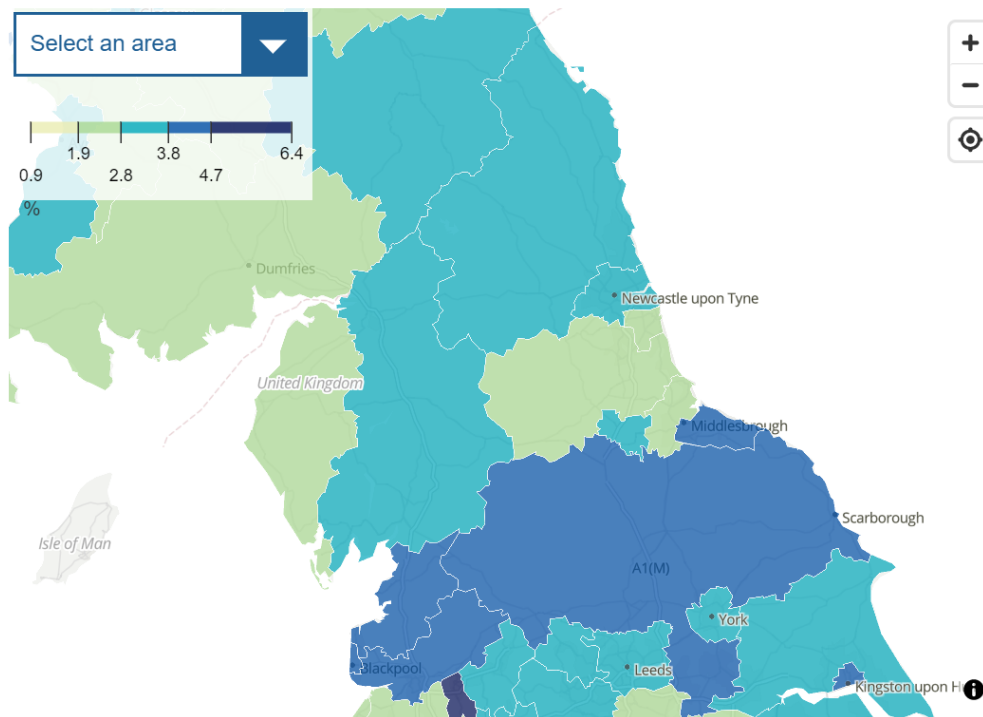 Select an area
1.9
3.8
6.4
0.9
2.8
4.7
%
Dumfries
Newcastle upon Tyne
United Kingdom
Middlesbrough
Scarborough
Isle of Man
A1(M)
York
Blackpool
Leeds
Kingston upon H